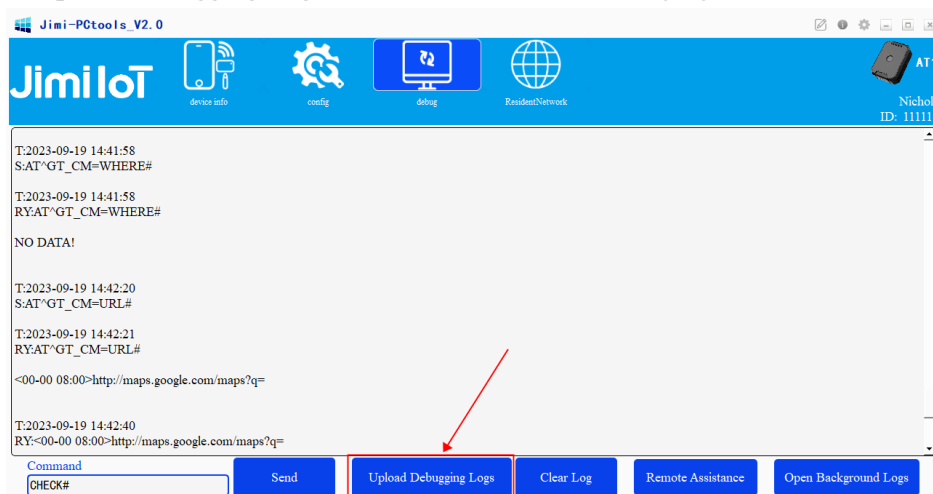 Jimi-PCtools_V2.0
JimiIoT
device info
config
debug
ResidentNetwork
AT
Nichol
ID: 11111
T:2023-09-19 14:41:58
S:AT^GT_CM=WHERE#
T:2023-09-19 14:41:58
RY:AT^GT_CM=WHERE#
NO DATA!
T:2023-09-19 14:42:20
S:AT^GT_CM=URL#
T:2023-09-19 14:42:21
RY:AT^GT_CM=URL#
<00-00 08:00>http://maps.google.com/maps?q=
T:2023-09-19 14:42:40
RY:<00-00 08:00>http://maps.google.com/maps?q=
Command
CHECK#
Send
Upload Debugging Logs
Clear Log
Remote Assistance
Open Background Logs